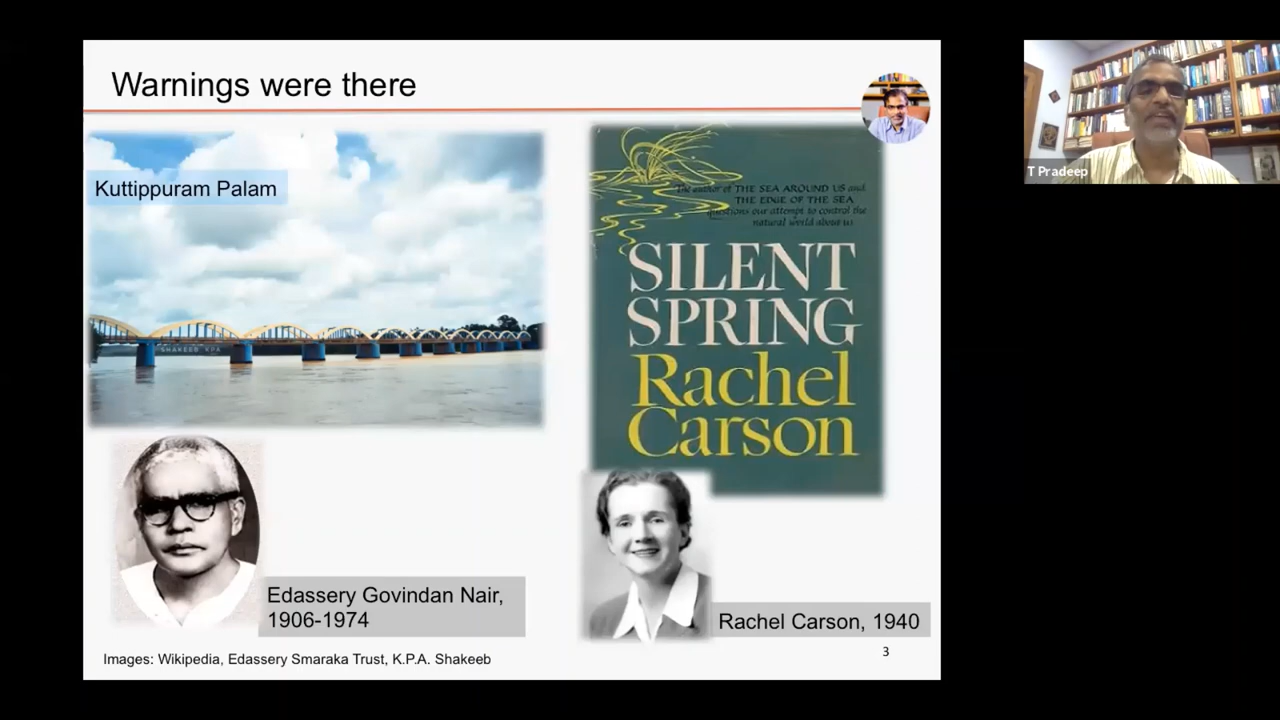 Warnings were there
Kuttippuram Palam
SHAKEEB KPA
The author of THE SEA AROUND US and
THE EDGE OF THE SEA
questions our attempt to control the
natural world about us
SILENT
SPRING
Rachel
Carson
Edassery Govindan Nair,
1906-1974
Rachel Carson, 1940
Images: Wikipedia, Edassery Smaraka Trust, K.P.A. Shakeeb
3
T Pradeep